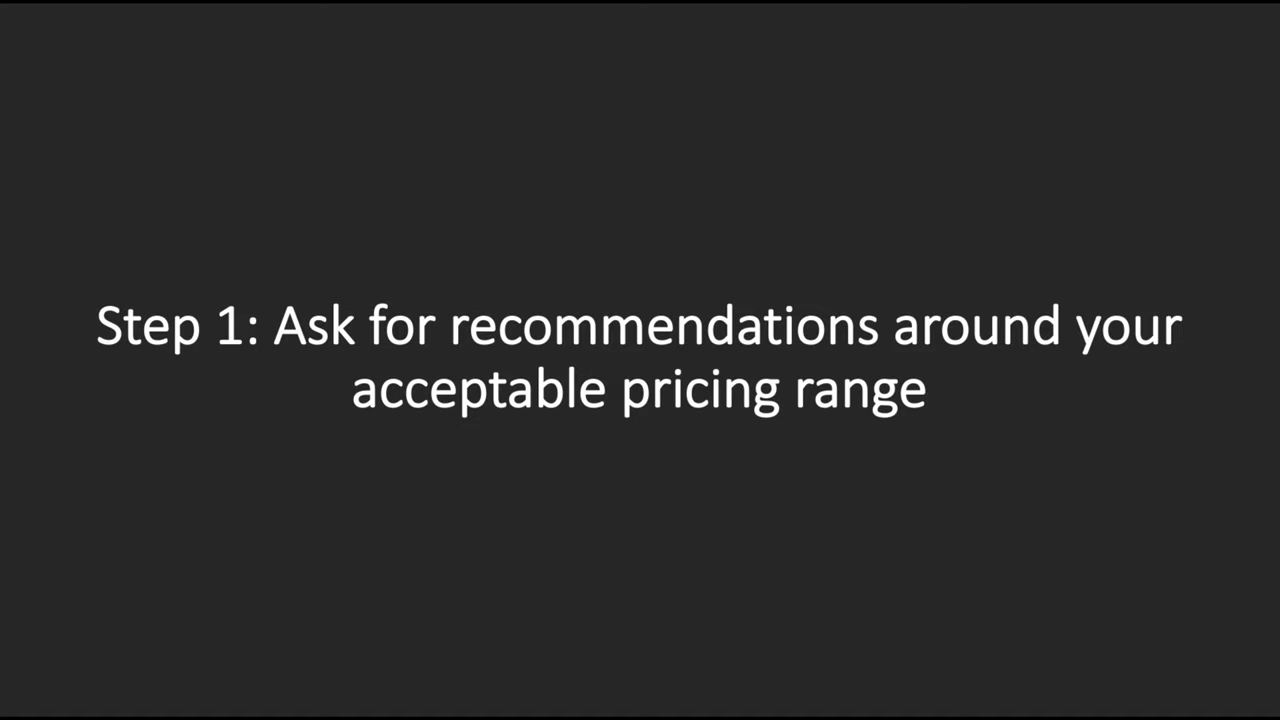 Step 1: Ask for recommendations around your
acceptable pricing range